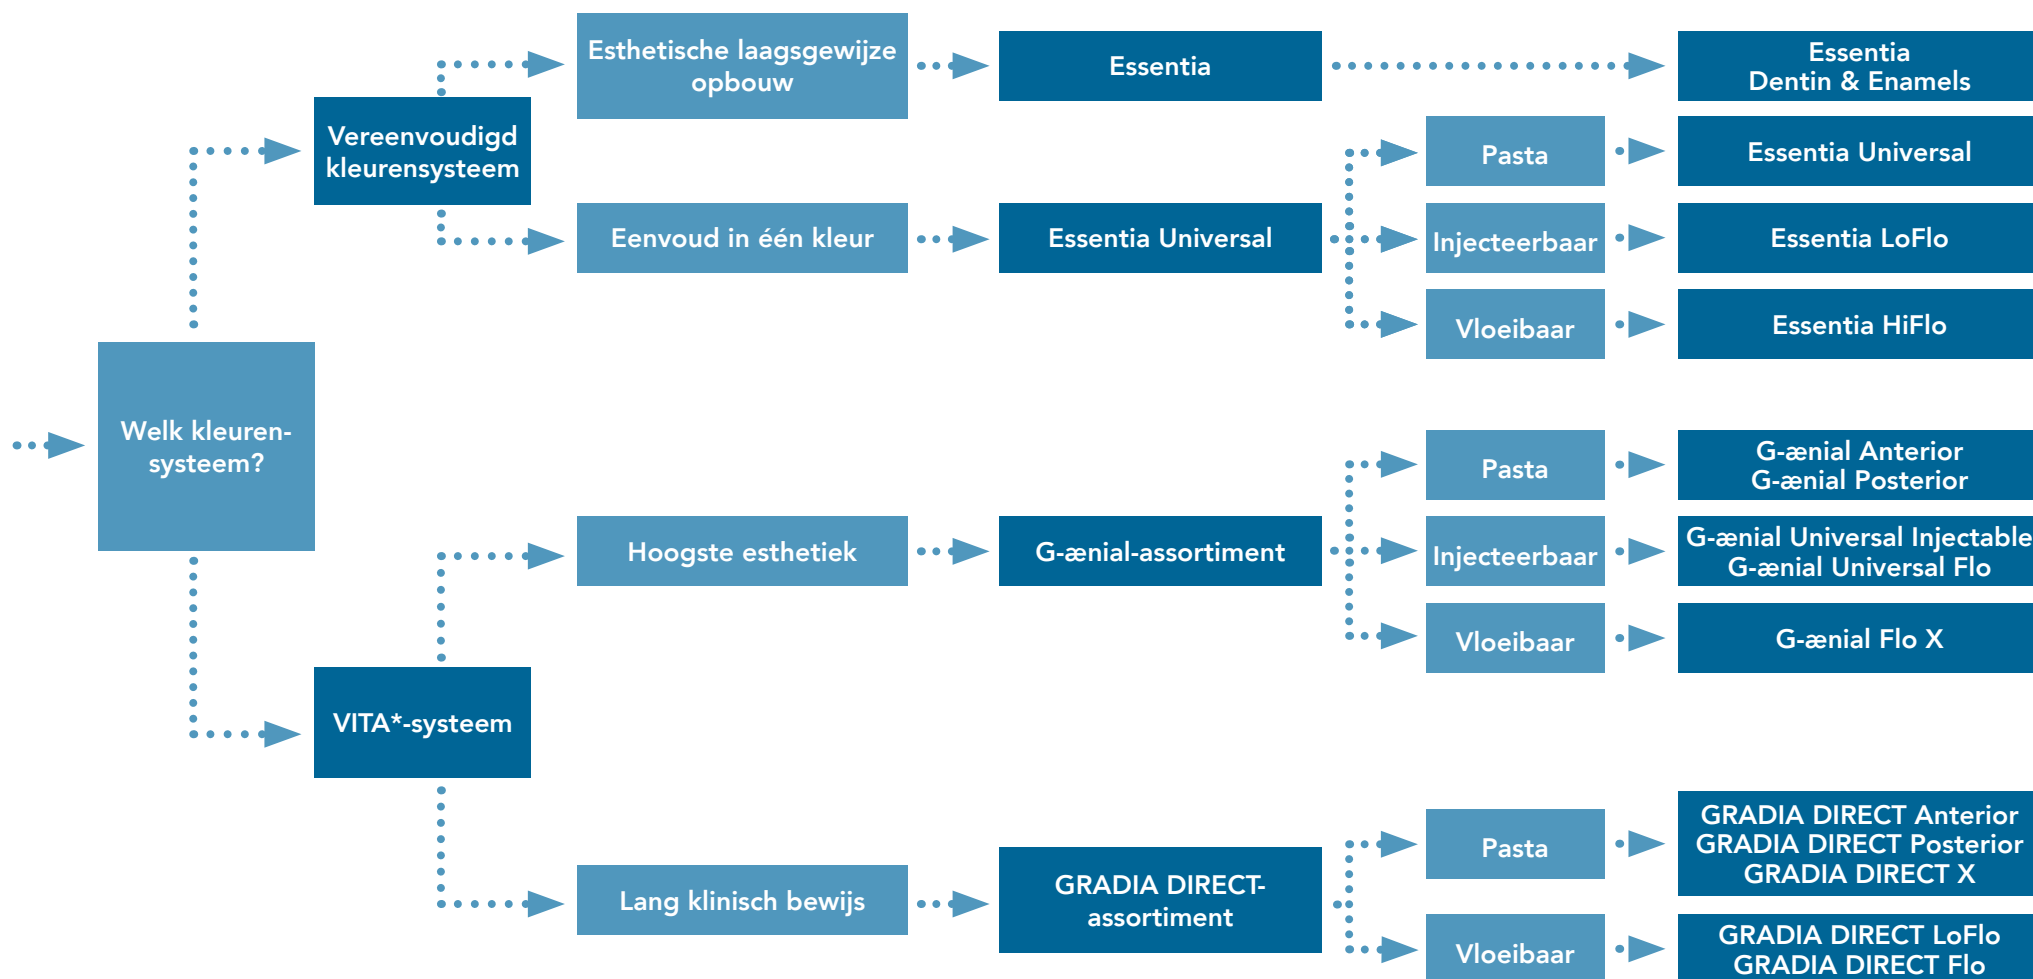 Welk kleuren-
systeem?
Vereenvoudigd
kleurensysteem
Esthetische laagsgewijze
opbouw
Essentia
Essentia
Dentin & Enamels
Eenvoud in één kleur
Essentia Universal
Pasta
Essentia Universal
Injecteerbaar
Essentia LoFlo
Vloeibaar
Essentia HiFlo
VITA*-systeem
Hoogste esthetiek
G-ænial-assortiment
Pasta
G-ænial Anterior
G-ænial Posterior
Injecteerbaar
G-ænial Universal Injectable
G-ænial Universal Flo
Vloeibaar
G-ænial Flo X
Lang klinisch bewijs
GRADIA DIRECT-
assortiment
Pasta
GRADIA DIRECT Anterior
GRADIA DIRECT Posterior
GRADIA DIRECT X
Vloeibaar
GRADIA DIRECT LoFlo
GRADIA DIRECT Flo